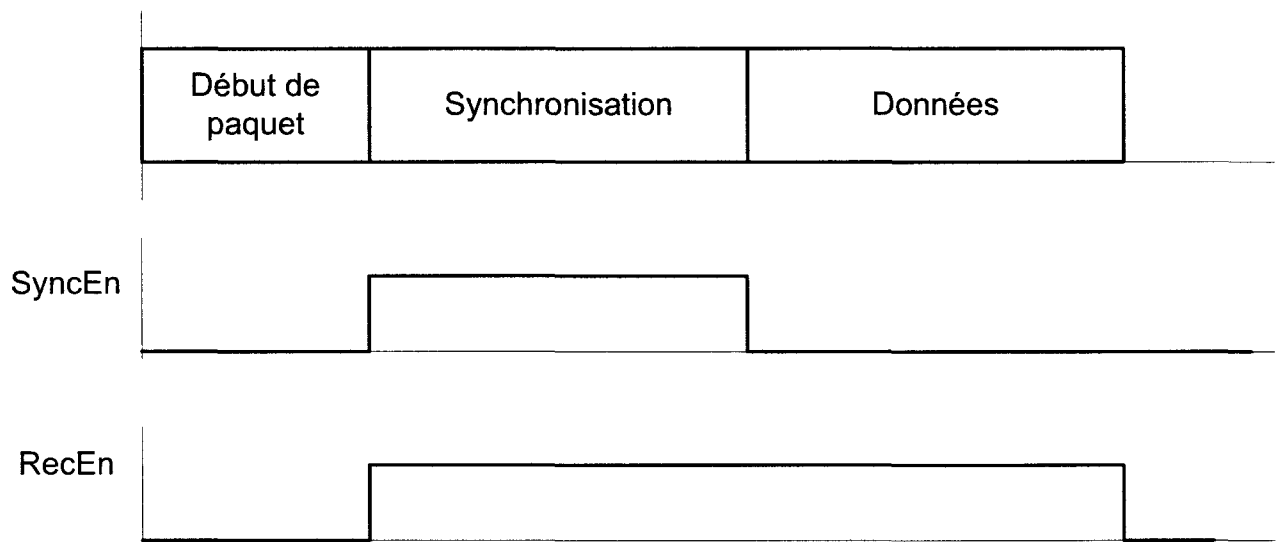 Début de
paquet
Synchronisation
Données
SyncEn
RecEn